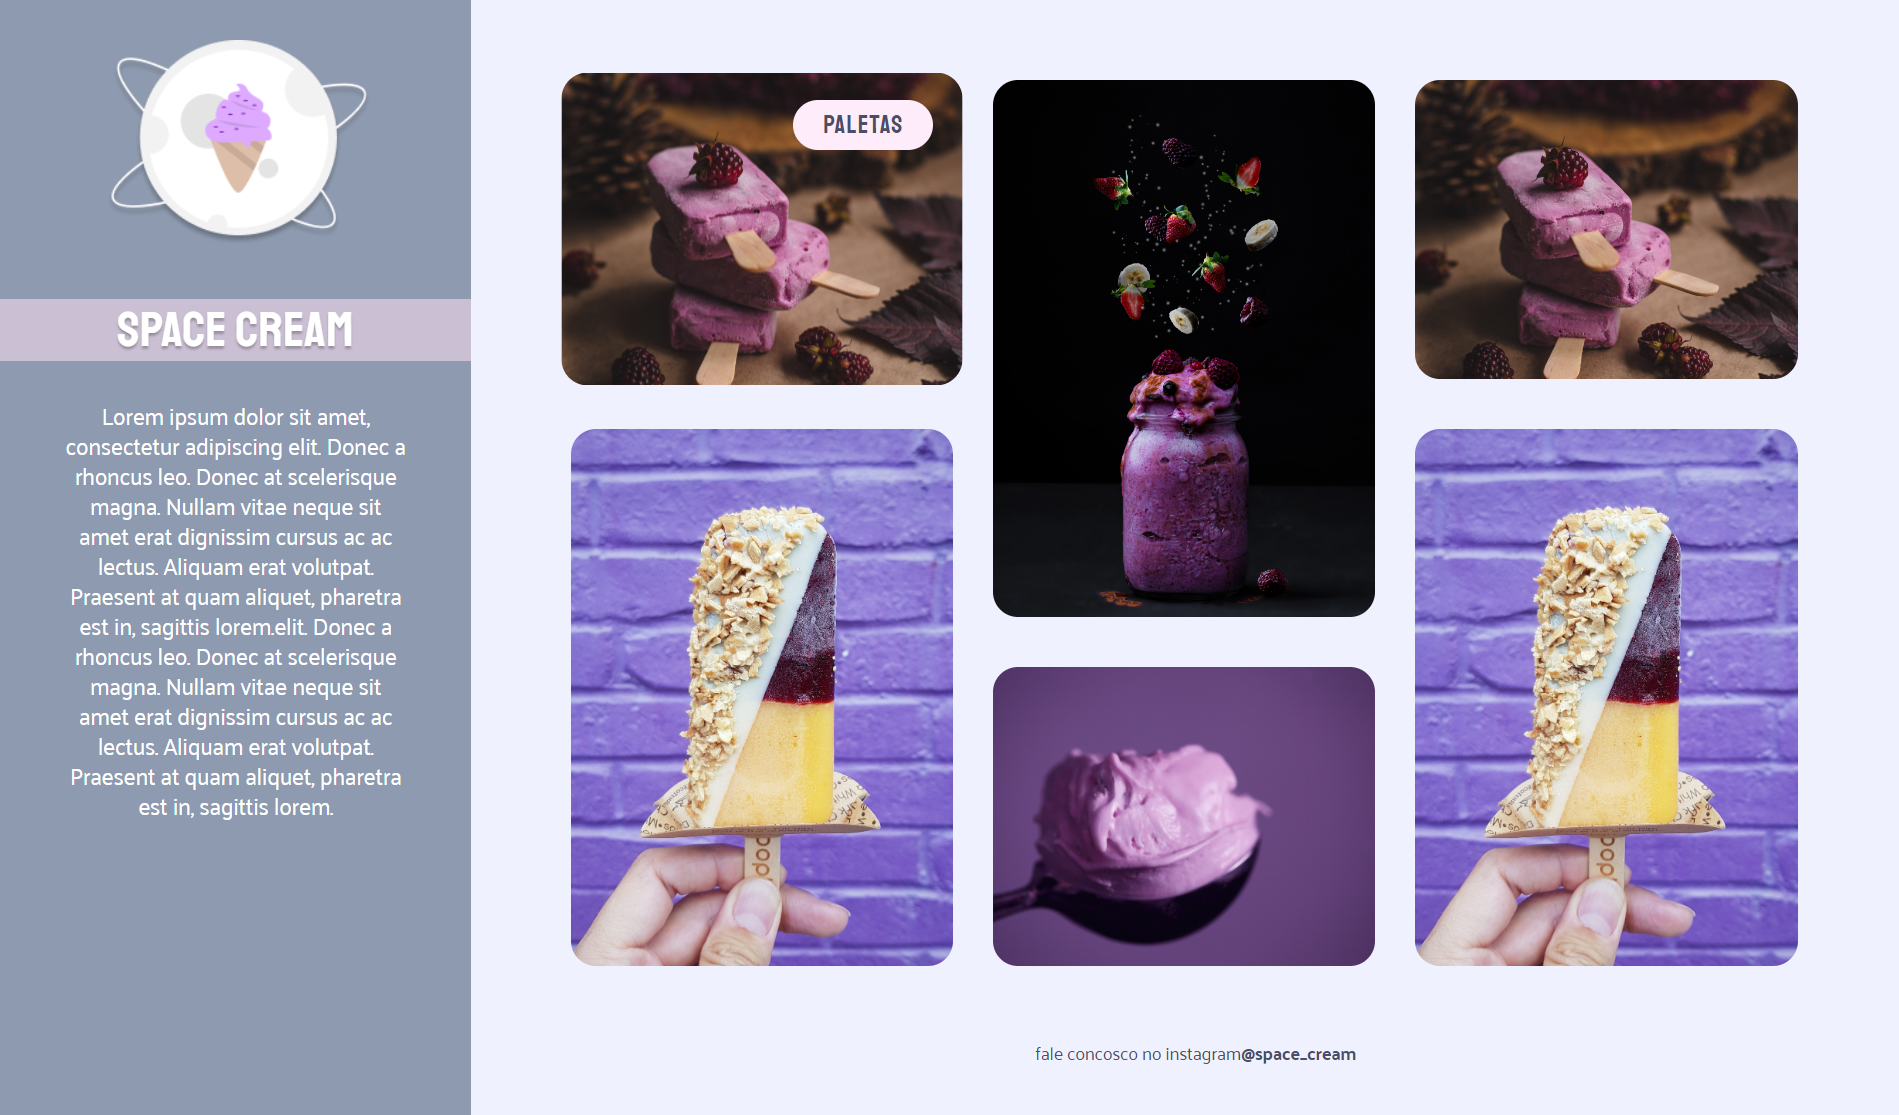 SPACE CREAM
Lorem ipsum dolor sit amet,
consectetur adipiscing elit. Donec a
rhoncus leo. Donec at scelerisque
magna. Nullam vitae neque sit
amet erat dignissim cursus ac ac
lectus. Aliquam erat volutpat.
Praesent at quam aliquet, pharetra
est in, sagittis lorem.elit. Donec a
rhoncus leo. Donec at scelerisque
magna. Nullam vitae neque sit
amet erat dignissim cursus ac ac
lectus. Aliquam erat volutpat.
Praesent at quam aliquet, pharetra
est in, sagittis lorem.
PALETAS
fale concosco no instagram@space_cream